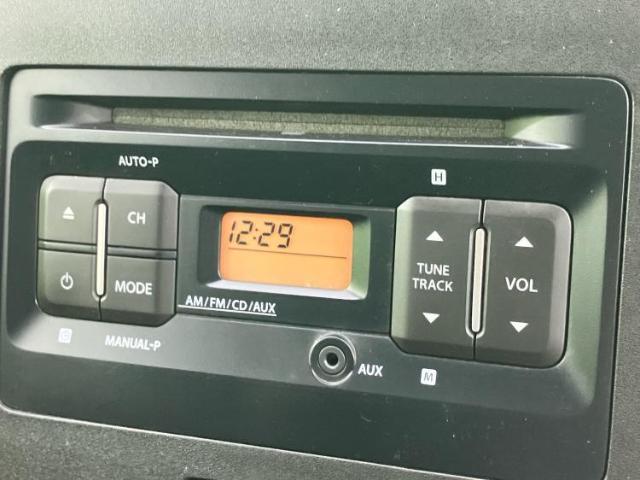 AUTO-P
H
CH
12:29
TUNE
TRACK
VOL
MODE
AM/FM/CD/AUX
MANUAL-P
AUX
M